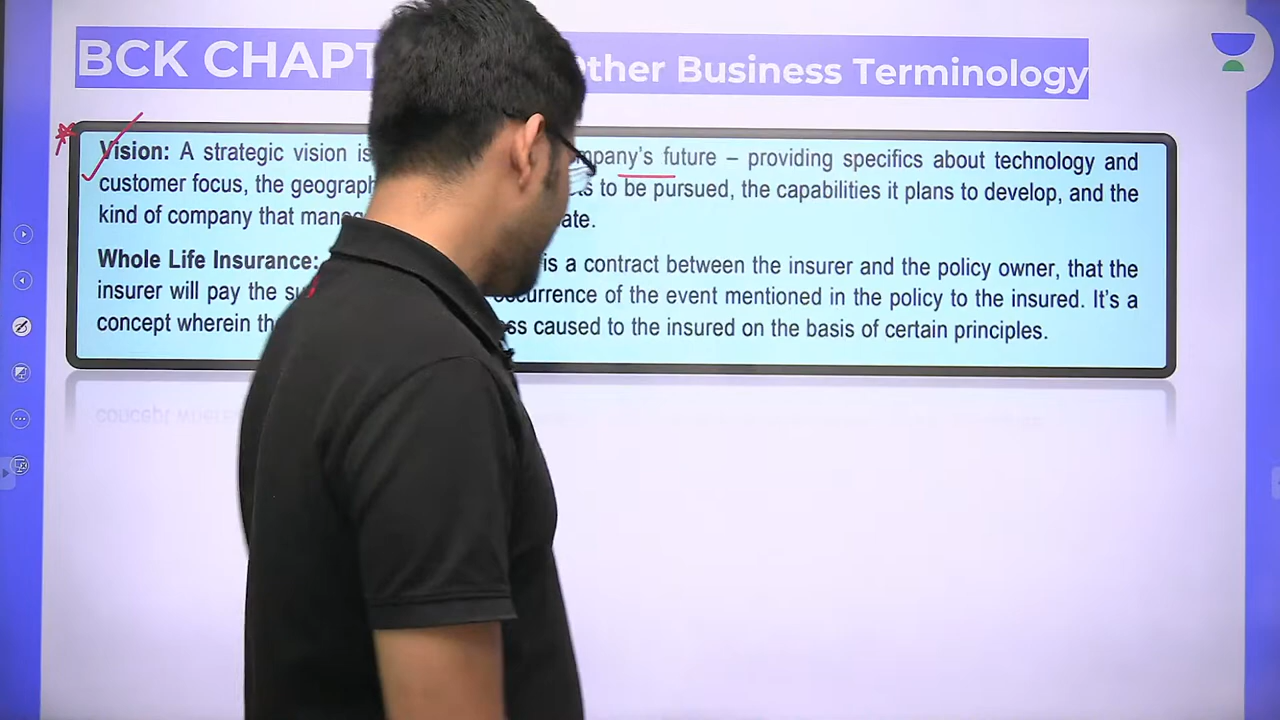 BCK CHAPT ther Business Terminology
Vision: A strategic vision is mpany's future – providing specifics about technology and
customer focus, the geograph ts to be pursued, the capabilities it plans to develop, and the
kind of company that manag ate.
Whole Life Insurance: is a contract between the insurer and the policy owner, that the
insurer will pay the su occurrence of the event mentioned in the policy to the insured. It's a
concept wherein th ss caused to the insured on the basis of certain principles.